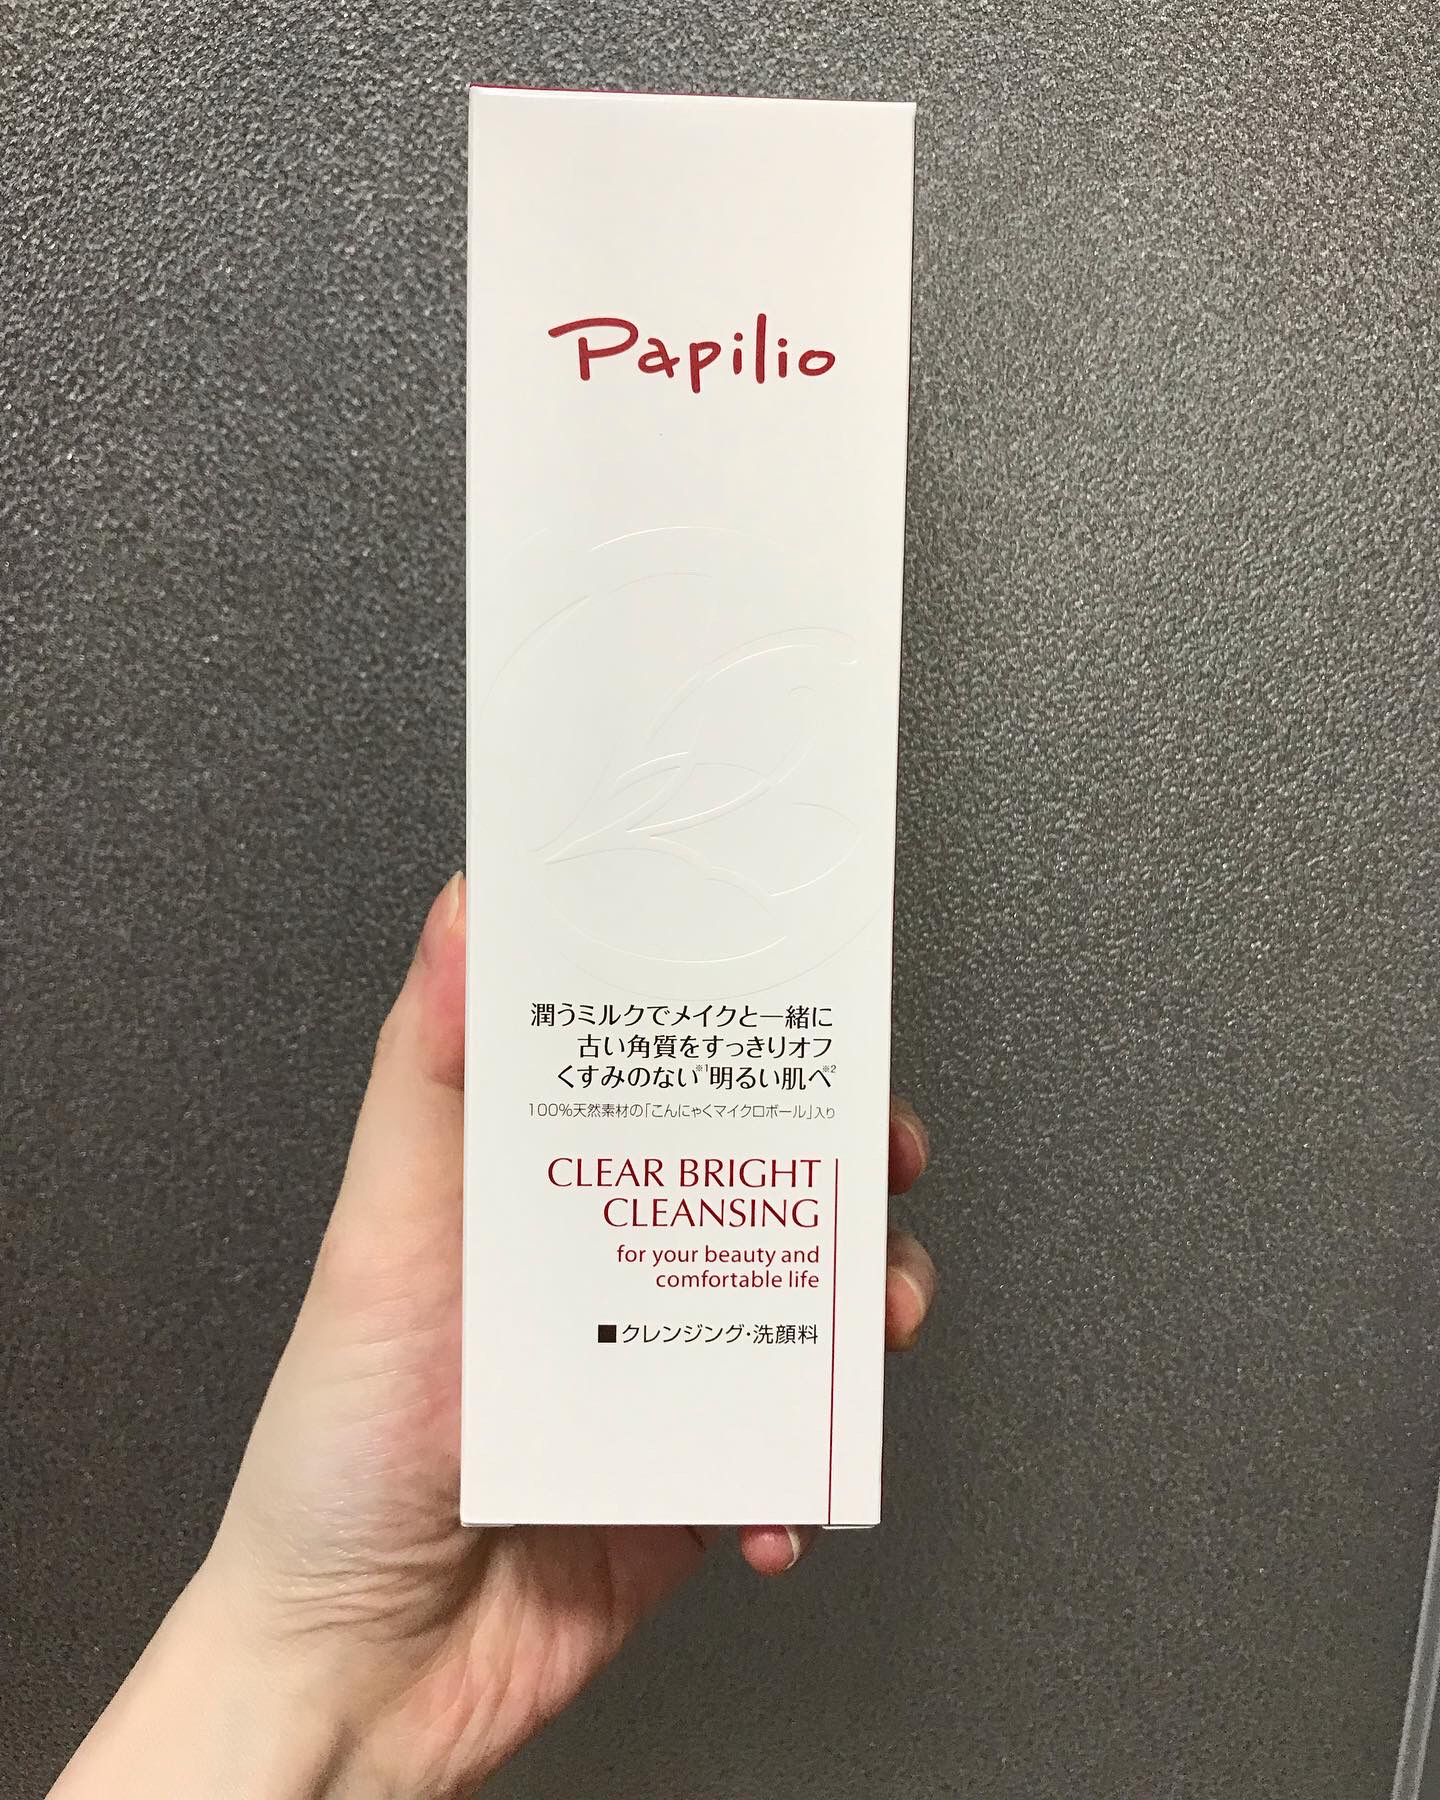 Papilio
潤うミルクでメイクと一緒に
古い角質をすっきりオフ
くすみのない※1明るい肌へ※2
100%天然素材の「こんにゃくマイクロボール」入り
CLEAR BRIGHT
CLEANSING
for your beauty and
comfortable life
■クレンジング・洗顔料